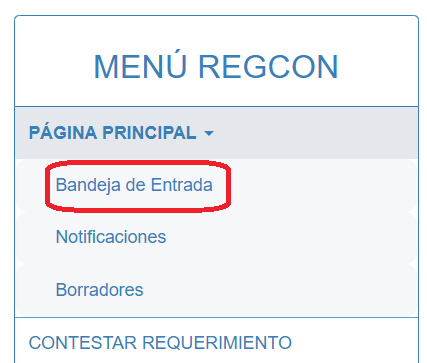 MENÚ REGCON
PÁGINA PRINCIPAL
Bandeja de Entrada
Notificaciones
Borradores
CONTESTAR REQUERIMIENTO